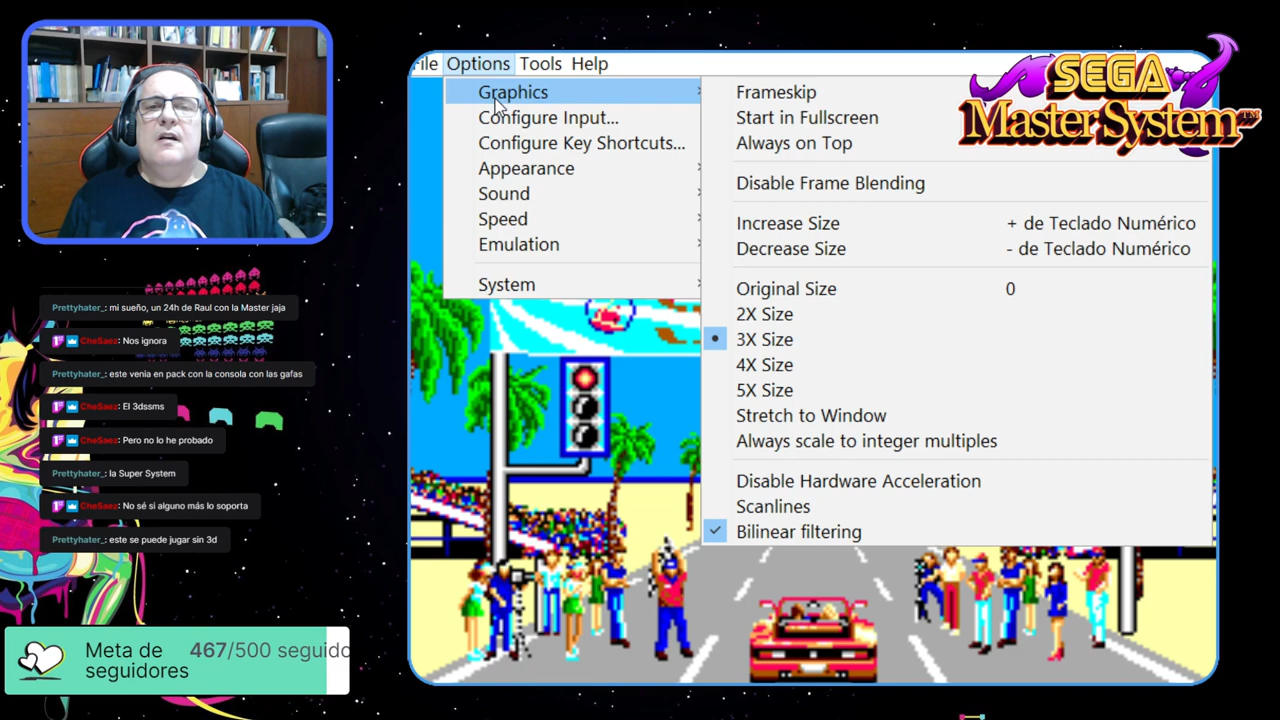 ile Options Tools Help
Graphics
Configure Input...
Configure Key Shortcuts...
Appearance
Sound
Speed
Emulation
System
Frameskip
Start in Fullscreen
Always on Top
Disable Frame Blending
Increase Size + de Teclado Numérico
Decrease Size - de Teclado Numérico
Original Size 0
2X Size
3X Size
4X Size
5X Size
Stretch to Window
Always scale to integer multiples
Disable Hardware Acceleration
Scanlines
Bilinear filtering
SEGA
Master System™
Prettyhater_: mi sueño, un 24h de Raul con la Master jaja
CheSaez: Nos ignora
Prettyhater_: este venia en pack con la consola con las gafas
CheSaez: El 3dssms
CheSaez: Pero no lo he probado
Prettyhater_: la Super System
CheSaez: No sé si alguno más lo soporta
Prettyhater_: este se puede jugar sin 3d
Meta de
seguidores
467/500 seguido